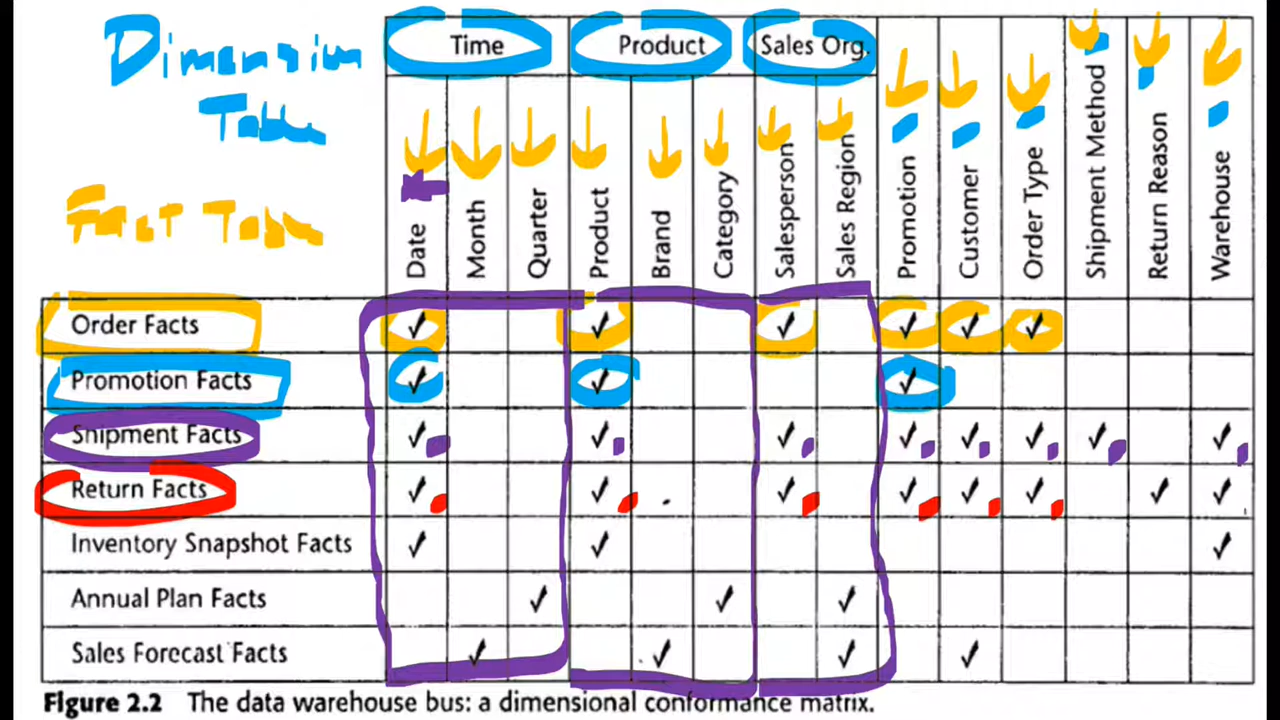 Dimension
Table
Fact Table
Time
Product
Sales Org.
Date
Month
Quarter
Product
Brand
Category
Salesperson
Sales Region
Promotion
Customer
Order Type
Shipment Method
Return Reason
Warehouse
Order Facts ✓ ✓ ✓ ✓ ✓ ✓
Promotion Facts ✓ ✓ ✓
Shipment Facts ✓ ✓ ✓ ✓ ✓ ✓ ✓ ✓
Return Facts ✓ ✓ ✓ ✓ ✓ ✓ ✓ ✓
Inventory Snapshot Facts ✓ ✓ ✓
Annual Plan Facts ✓ ✓ ✓
Sales Forecast Facts ✓ ✓ ✓ ✓
Figure 2.2 The data warehouse bus: a dimensional conformance matrix.